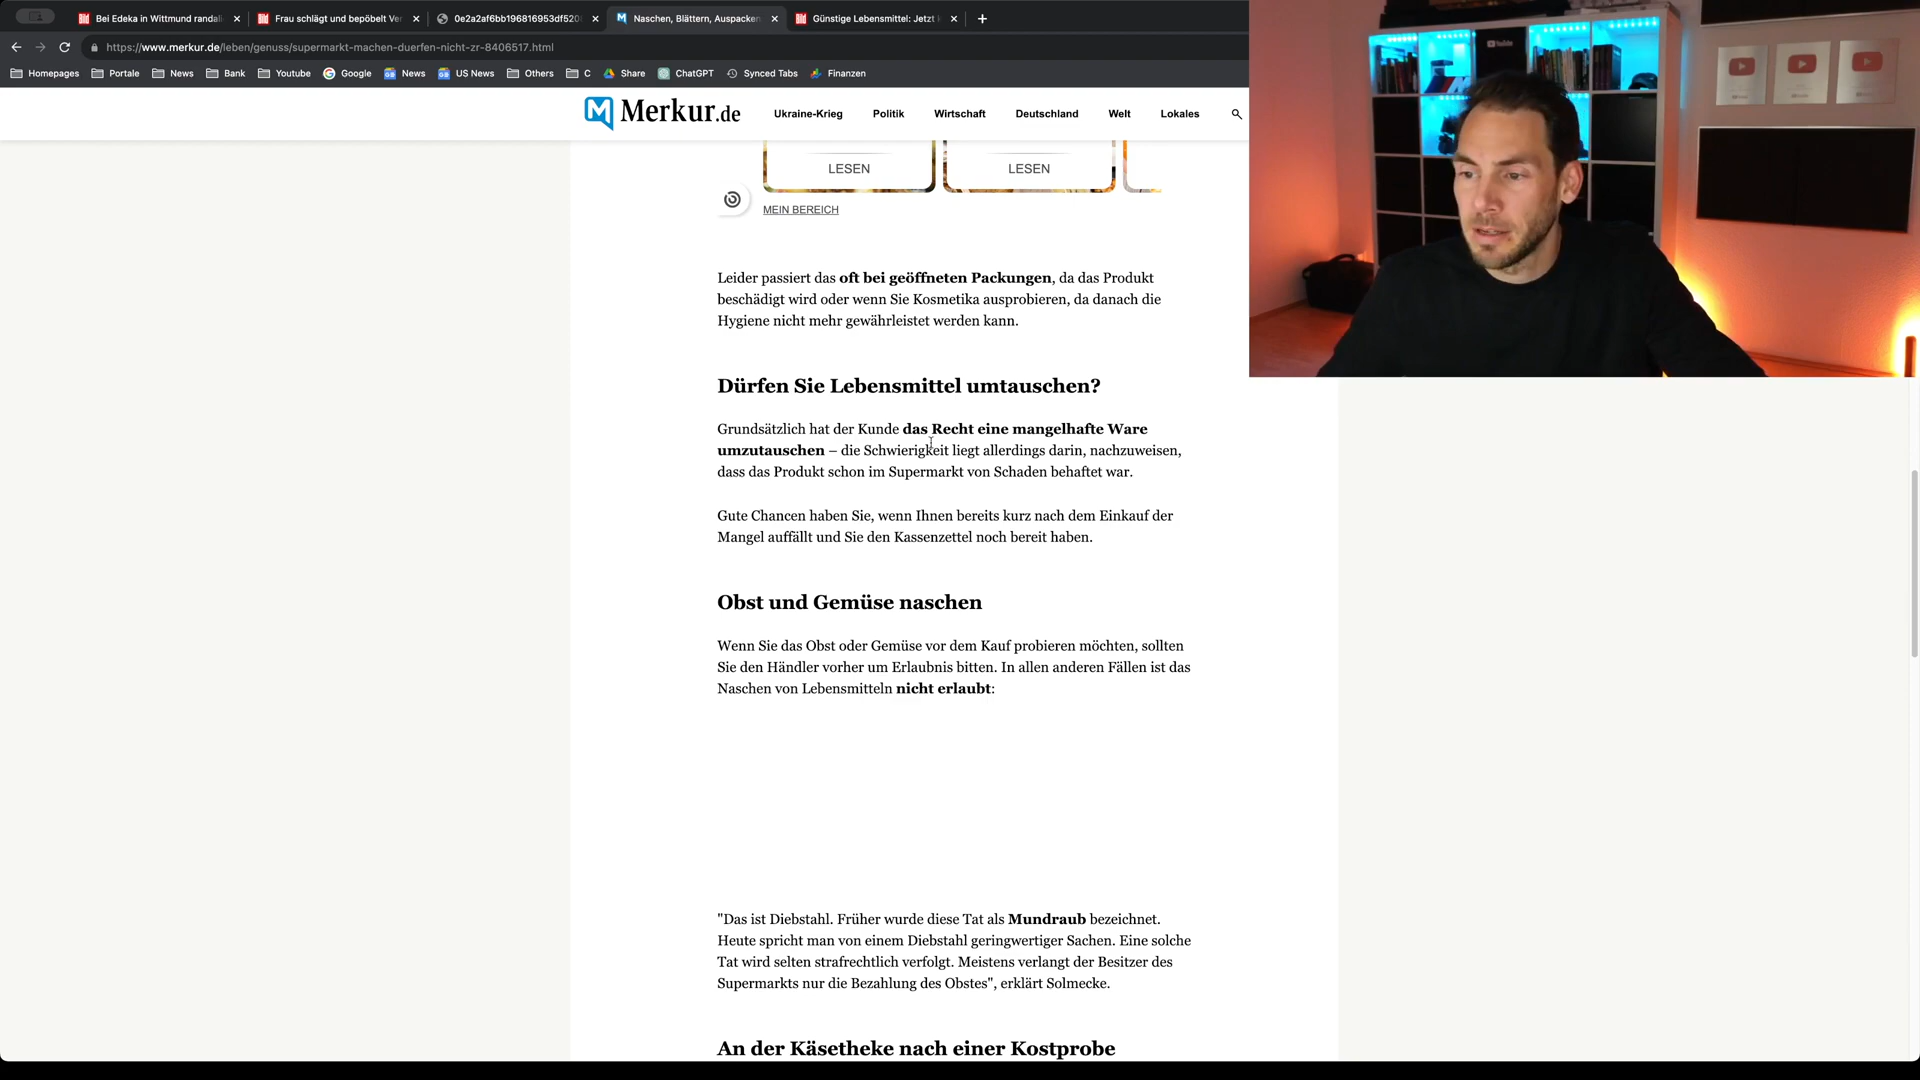 Bei Edeka in Wittmund randali
Frau schlägt und bepöbelt Ver
0e2a2af6bb196816953df520
Naschen, Blättern, Auspacken
Günstige Lebensmittel: Jetzt
https://www.merkur.de/leben/genuss/supermarkt-machen-duerfen-nicht-zr-8406517.html
Homepages Portale News Bank Youtube Google News US News Others C Share ChatGPT Synced Tabs Finanzen
Merkur.de Ukraine-Krieg Politik Wirtschaft Deutschland Welt Lokales
LESEN LESEN
MEIN BEREICH
Leider passiert das oft bei geöffneten Packungen, da das Produkt
beschädigt wird oder wenn Sie Kosmetika ausprobieren, da danach die
Hygiene nicht mehr gewährleistet werden kann.
Dürfen Sie Lebensmittel umtauschen?
Grundsätzlich hat der Kunde das Recht eine mangelhafte Ware
umzutauschen – die Schwierigkeit liegt allerdings darin, nachzuweisen,
dass das Produkt schon im Supermarkt von Schaden behaftet war.
Gute Chancen haben Sie, wenn Ihnen bereits kurz nach dem Einkauf der
Mangel auffällt und Sie den Kassenzettel noch bereit haben.
Obst und Gemüse naschen
Wenn Sie das Obst oder Gemüse vor dem Kauf probieren möchten, sollten
Sie den Händler vorher um Erlaubnis bitten. In allen anderen Fällen ist das
Naschen von Lebensmitteln nicht erlaubt:
"Das ist Diebstahl. Früher wurde diese Tat als Mundraub bezeichnet.
Heute spricht man von einem Diebstahl geringwertiger Sachen. Eine solche
Tat wird selten strafrechtlich verfolgt. Meistens verlangt der Besitzer des
Supermarkts nur die Bezahlung des Obstes", erklärt Solmecke.
An der Käsetheke nach einer Kostprobe